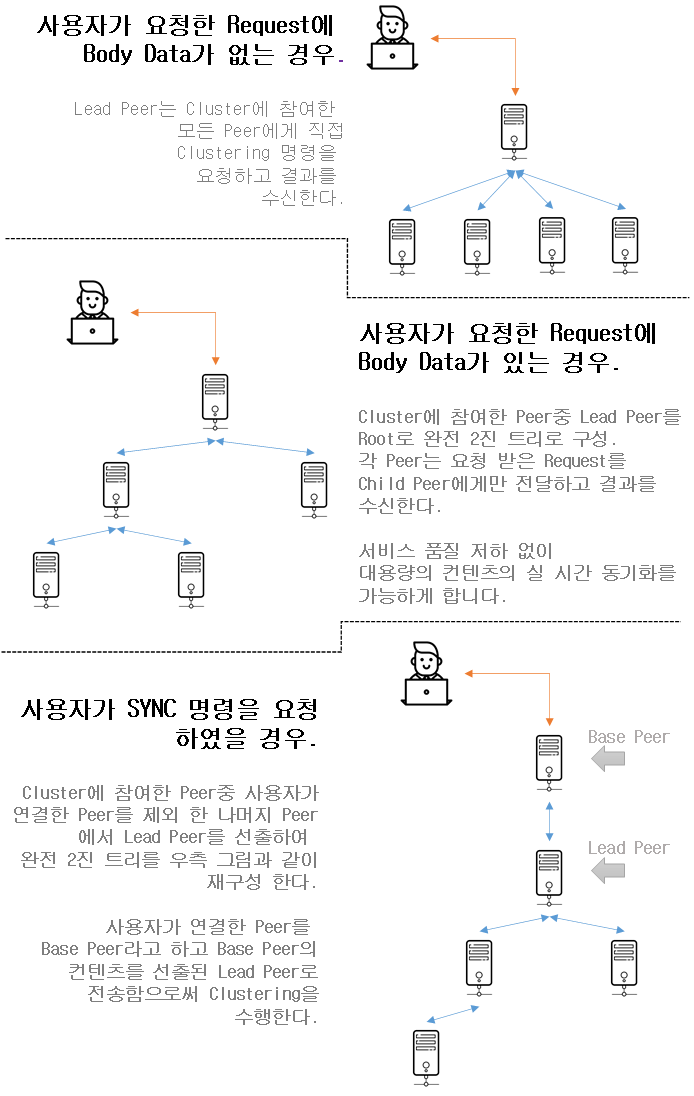 사용자가 요청한 Request에
Body Data가 없는 경우.
Lead Peer는 Cluster에 참여한
모든 Peer에게 직접
Clustering 명령을
요청하고 결과를
수신한다.
사용자가 요청한 Request에
Body Data가 있는 경우.
Cluster에 참여한 Peer중 Lead Peer를
Root로 완전 2진 트리로 구성.
각 Peer는 요청 받은 Request를
Child Peer에게만 전달하고 결과를
수신한다.
서비스 품질 저하 없이
대용량의 컨텐츠의 실 시간 동기화를
가능하게 합니다.
사용자가 SYNC 명령을 요청
하였을 경우.
Cluster에 참여한 Peer중 사용자가
연결한 Peer를 제외 한 나머지 Peer
에서 Lead Peer를 선출하여
완전 2진 트리를 우측 그림과 같이
재구성 한다.
사용자가 연결한 Peer를
Base Peer라고 하고 Base Peer의
컨텐츠를 선출된 Lead Peer로
전송함으로써 Clustering을
수행한다.
Base Peer
Lead Peer